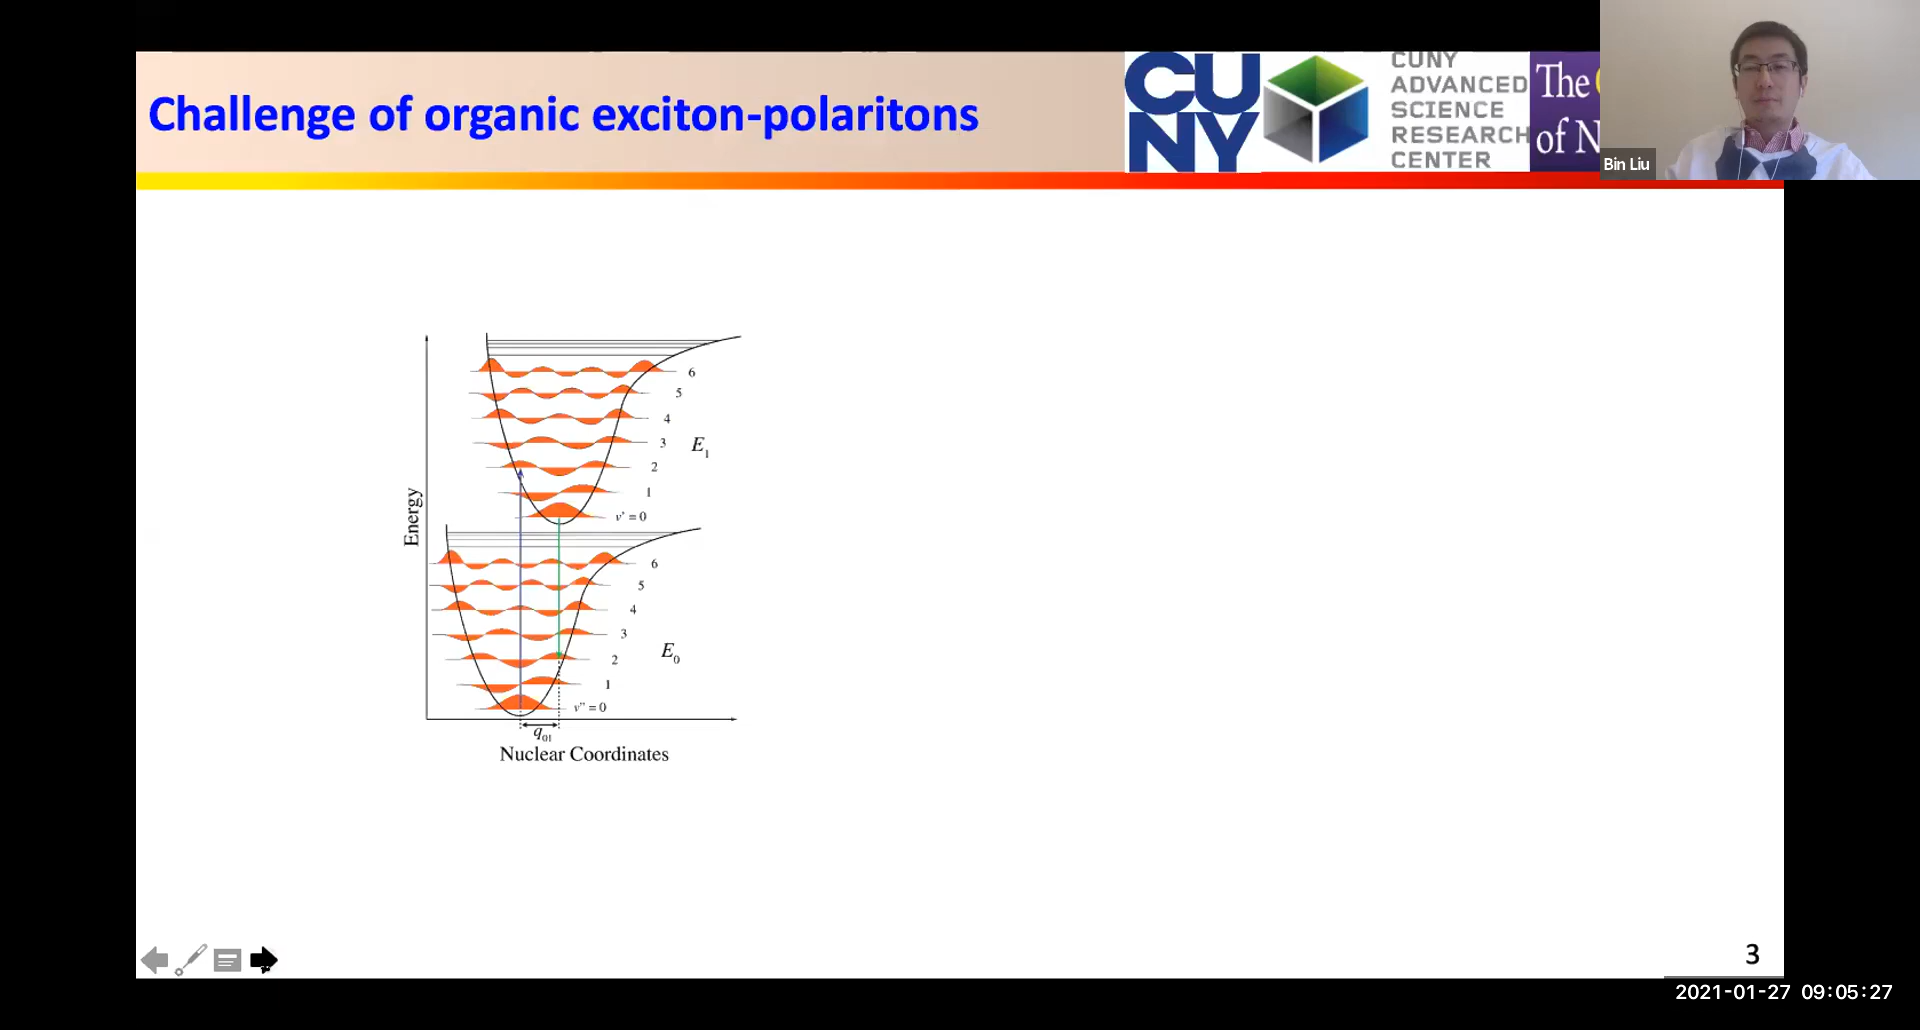 Challenge of organic exciton-polaritons
CU
NY
CUNY
ADVANCED
SCIENCE
RESEARCH
CENTER
The
of N
Bin Liu
6
5
4
3
E1
2
1
v' = 0
Energy
6
5
4
3
E0
2
1
v'' = 0
q01
Nuclear Coordinates
3
2021-01-27 09:05:27